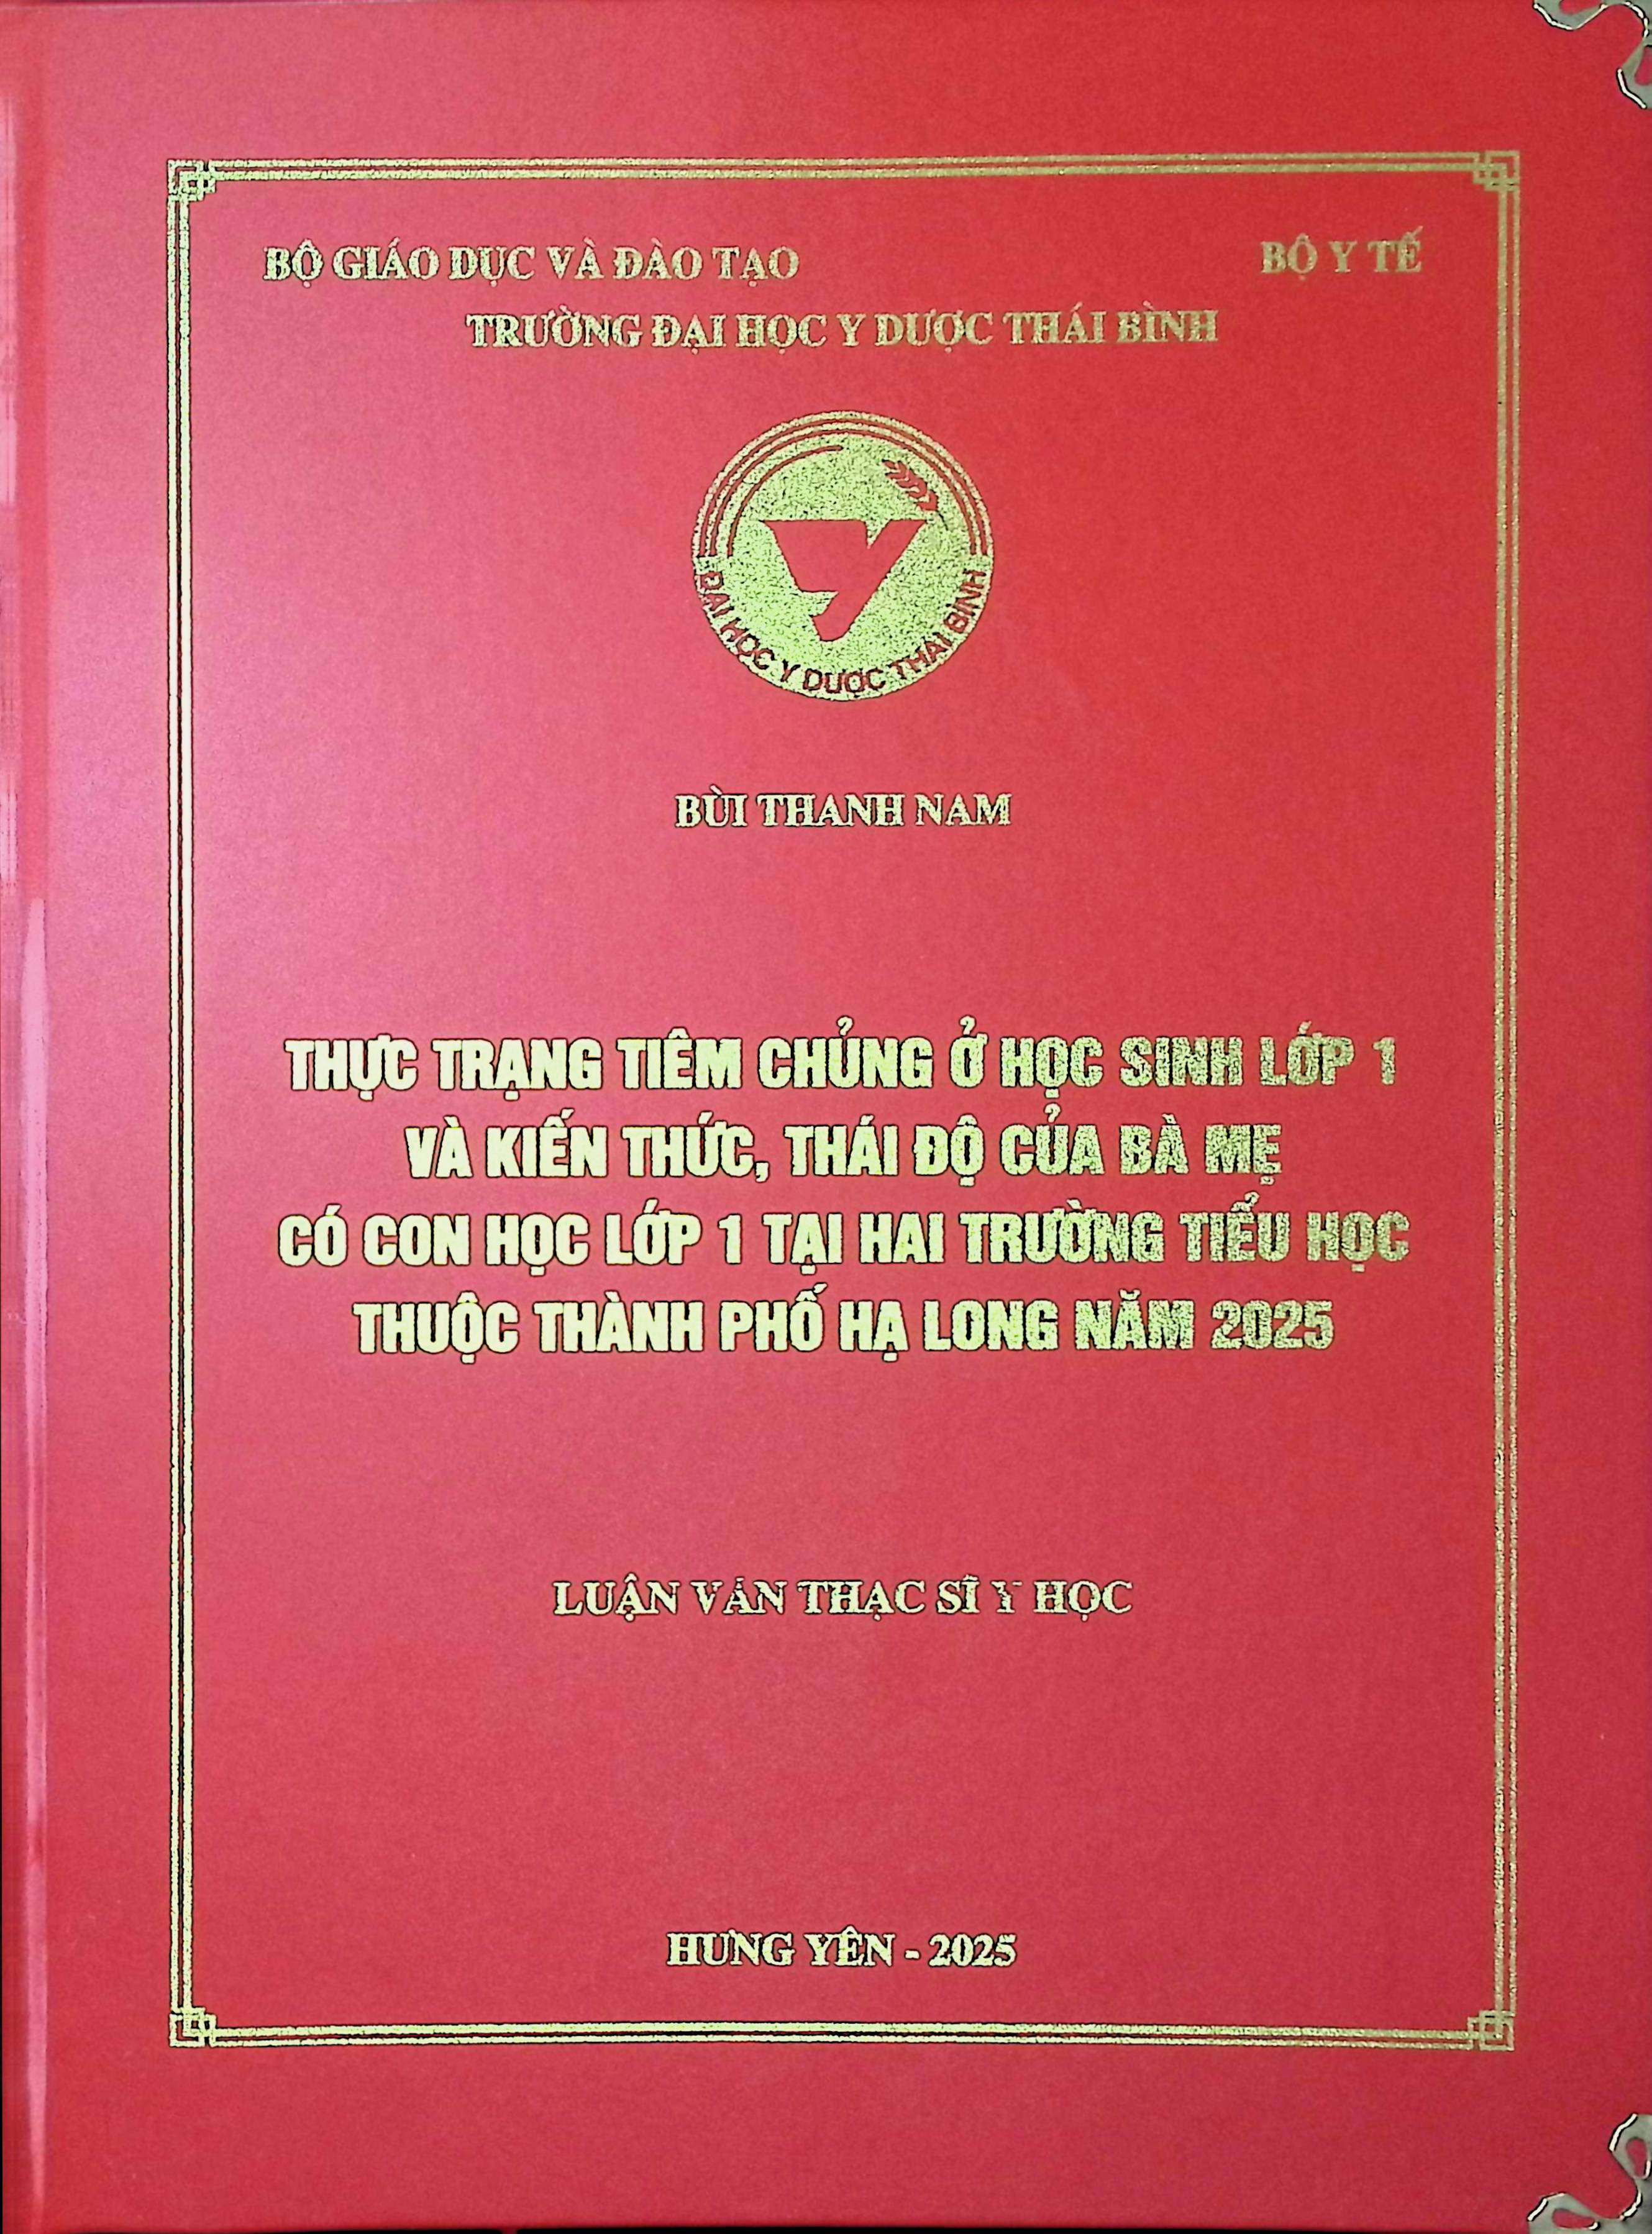 BỘ GIÁO DỤC VÀ ĐÀO TẠO BỘ Y TẾ
TRƯỜNG ĐẠI HỌC Y DƯỢC THÁI BÌNH
ĐẠI HỌC Y DƯỢC THÁI BÌNH
BÙI THANH NAM
THỰC TRẠNG TIÊM CHỦNG Ở HỌC SINH LỚP 1
VÀ KIẾN THỨC, THÁI ĐỘ CỦA BÀ MẸ
CÓ CON HỌC LỚP 1 TẠI HAI TRƯỜNG TIỂU HỌC
THUỘC THÀNH PHỐ HẠ LONG NĂM 2025
LUẬN VĂN THẠC SĨ Y HỌC
HƯNG YÊN - 2025